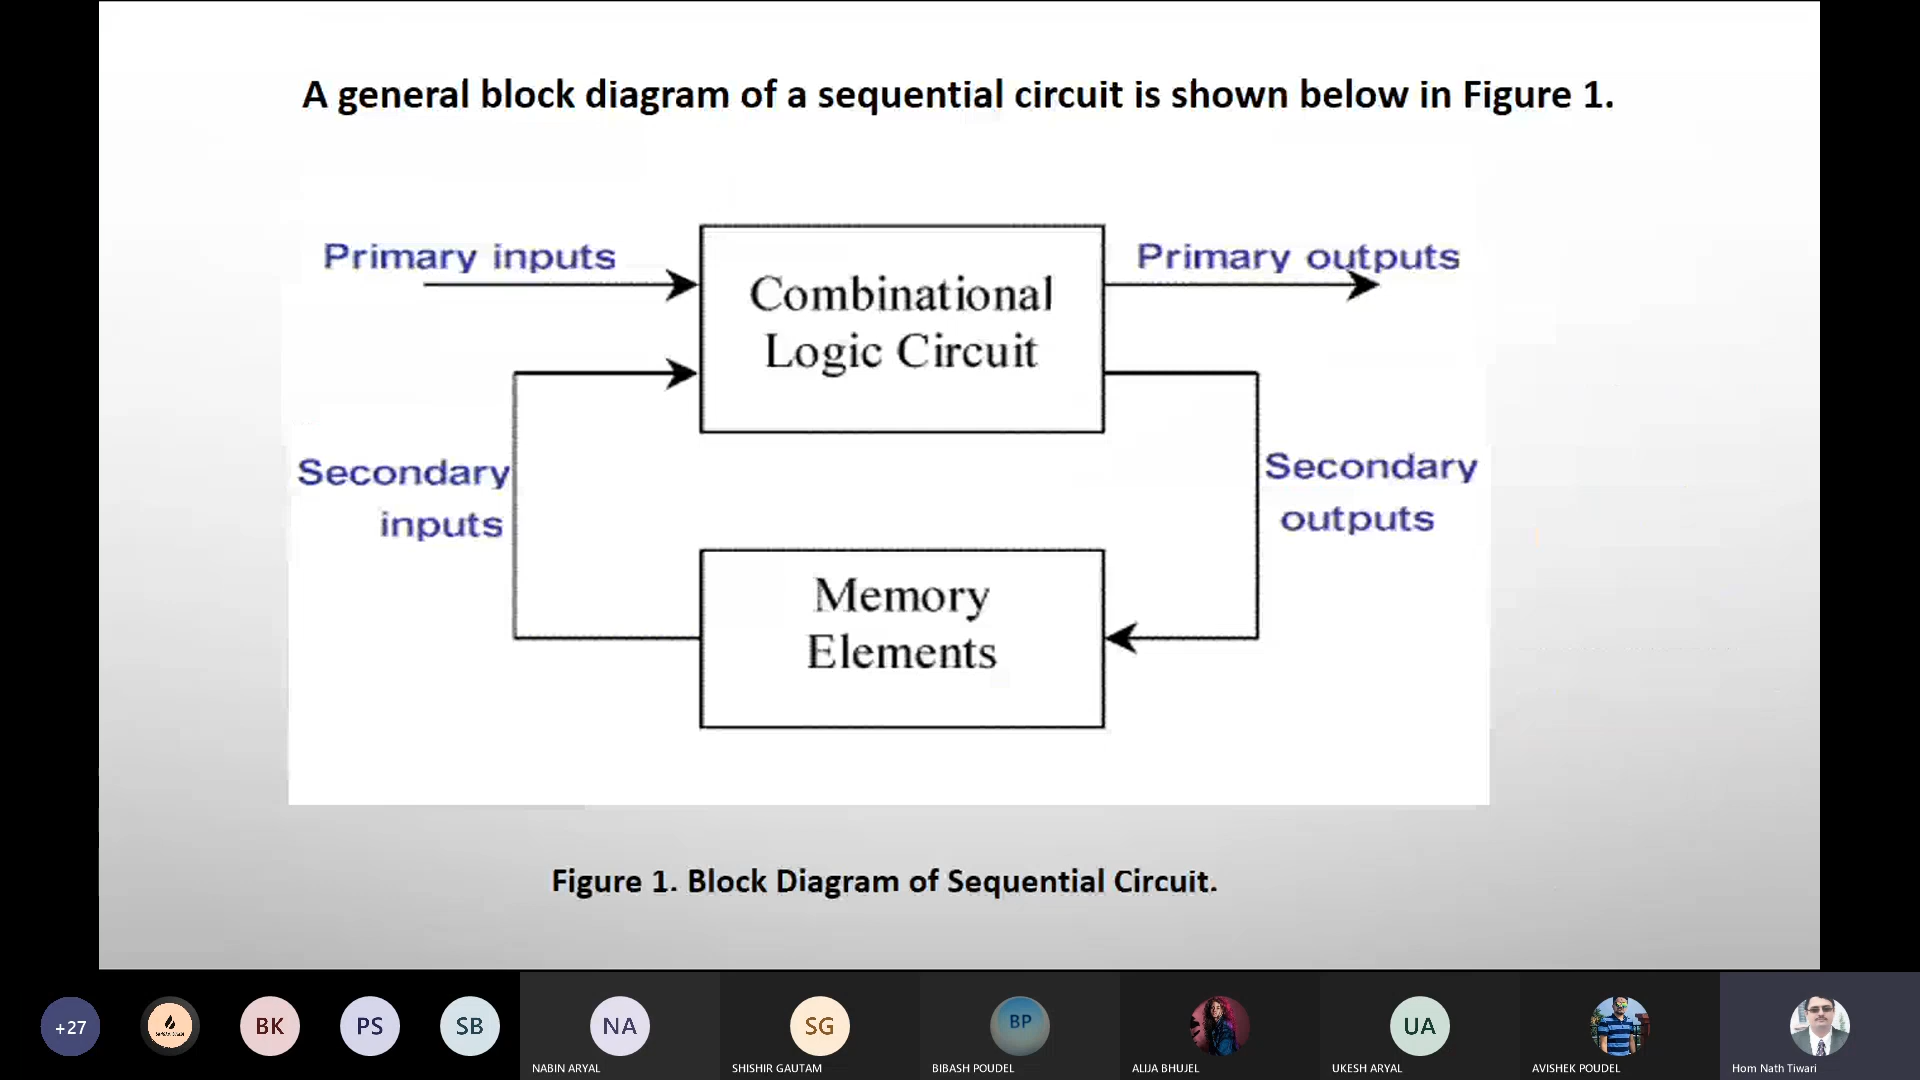 A general block diagram of a sequential circuit is shown below in Figure 1.
Primary inputs
Primary outputs
Combinational
Logic Circuit
Secondary
inputs
Secondary
outputs
Memory
Elements
Figure 1. Block Diagram of Sequential Circuit.
+27
BK
PS
SB
NA
SG
BP
UA
NABIN ARYAL
SHISHIR GAUTAM
BIBASH POUDEL
ALIJA BHUJEL
UKESH ARYAL
AVISHEK POUDEL
Hom Nath Tiwari